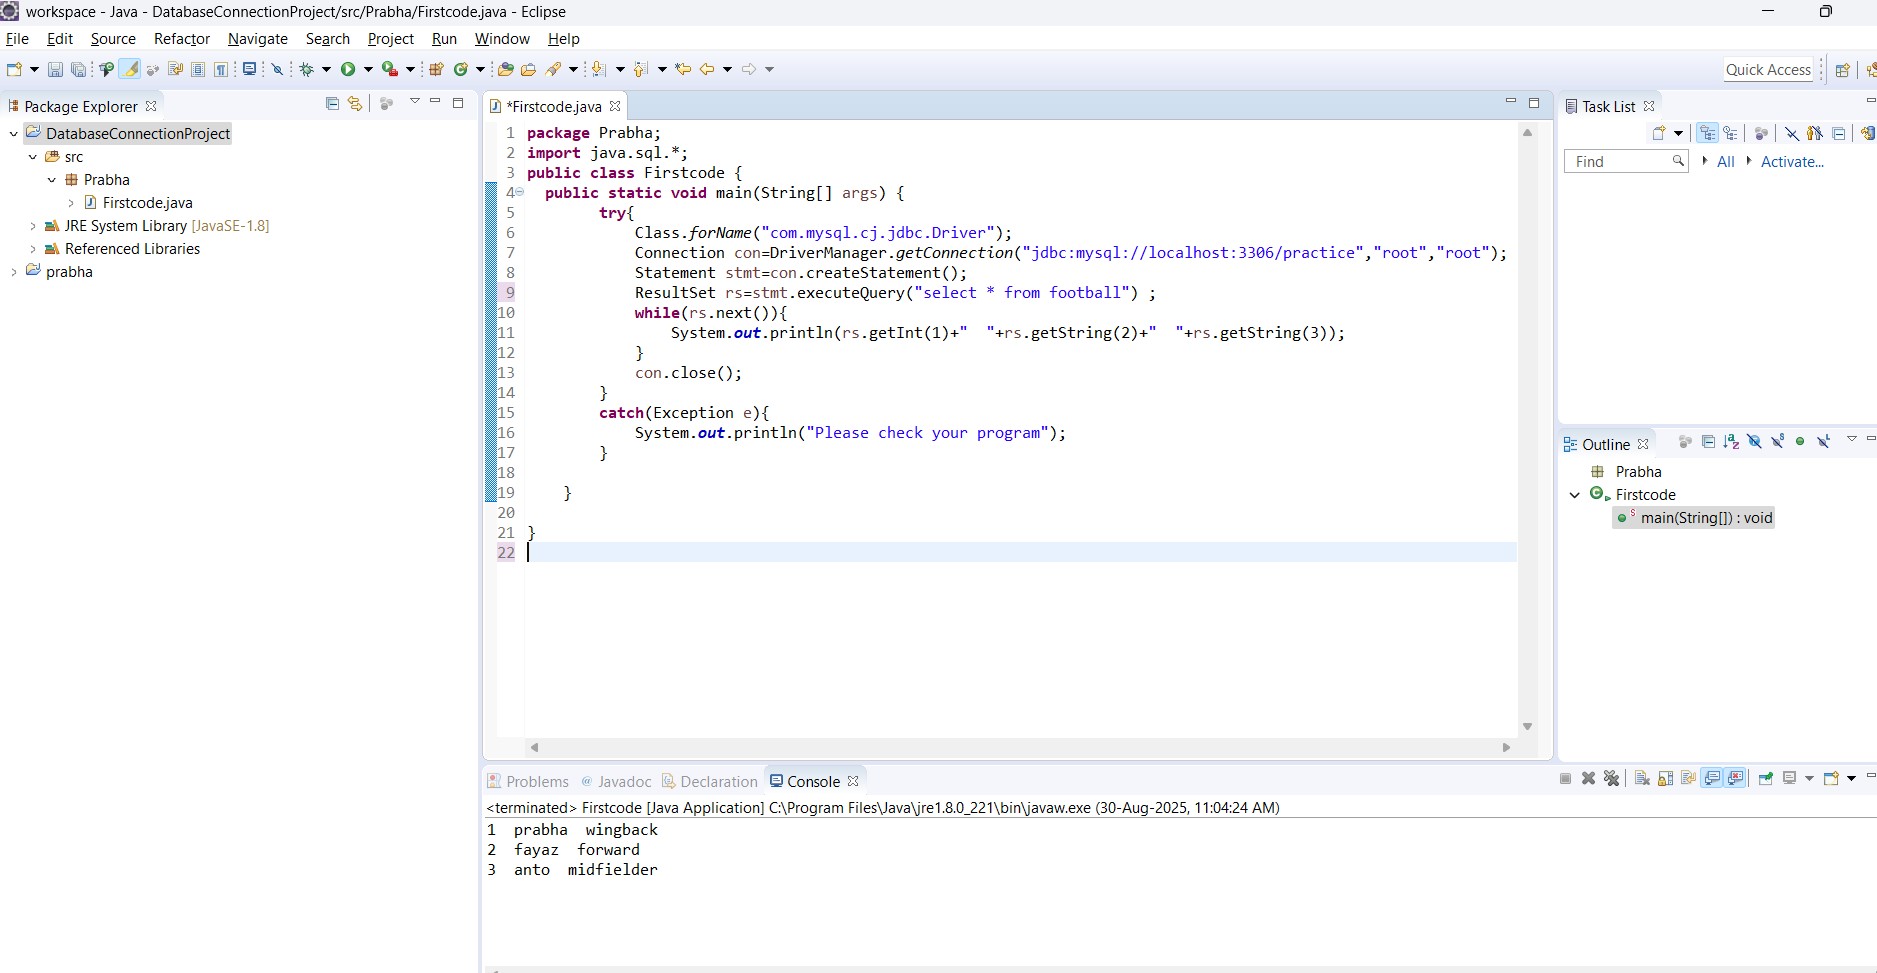 workspace - Java - DatabaseConnectionProject/src/Prabha/Firstcode.java - Eclipse
File Edit Source Refactor Navigate Search Project Run Window Help
Quick Access
Package Explorer
DatabaseConnectionProject
src
Prabha
Firstcode.java
JRE System Library [JavaSE-1.8]
Referenced Libraries
prabha
*Firstcode.java
1 package Prabha;
2 import java.sql.*;
3 public class Firstcode {
4 public static void main(String[] args) {
5 try{
6 Class.forName("com.mysql.cj.jdbc.Driver");
7 Connection con=DriverManager.getConnection("jdbc:mysql://localhost:3306/practice","root","root");
8 Statement stmt=con.createStatement();
9 ResultSet rs=stmt.executeQuery("select * from football") ;
10 while(rs.next()){
11 System.out.println(rs.getInt(1)+"  "+rs.getString(2)+"  "+rs.getString(3));
12 }
13 con.close();
14 }
15 catch(Exception e){
16 System.out.println("Please check your program");
17 }
18
19 }
20
21 }
22
Task List
Find All Activate...
Outline
Prabha
Firstcode
main(String[]) : void
Problems @ Javadoc Declaration Console
<terminated> Firstcode [Java Application] C:\Program Files\Java\jre1.8.0_221\bin\javaw.exe (30-Aug-2025, 11:04:24 AM)
1  prabha  wingback
2  fayaz  forward
3  anto  midfielder